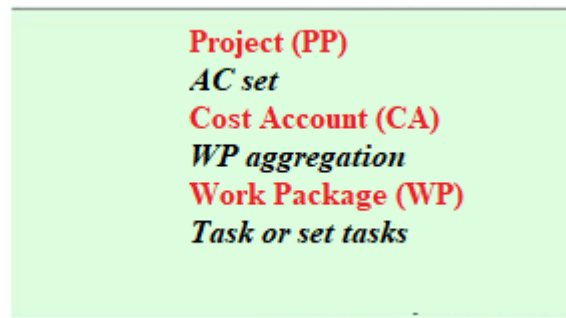 Project (PP)
AC set
Cost Account (CA)
WP aggregation
Work Package (WP)
Task or set tasks